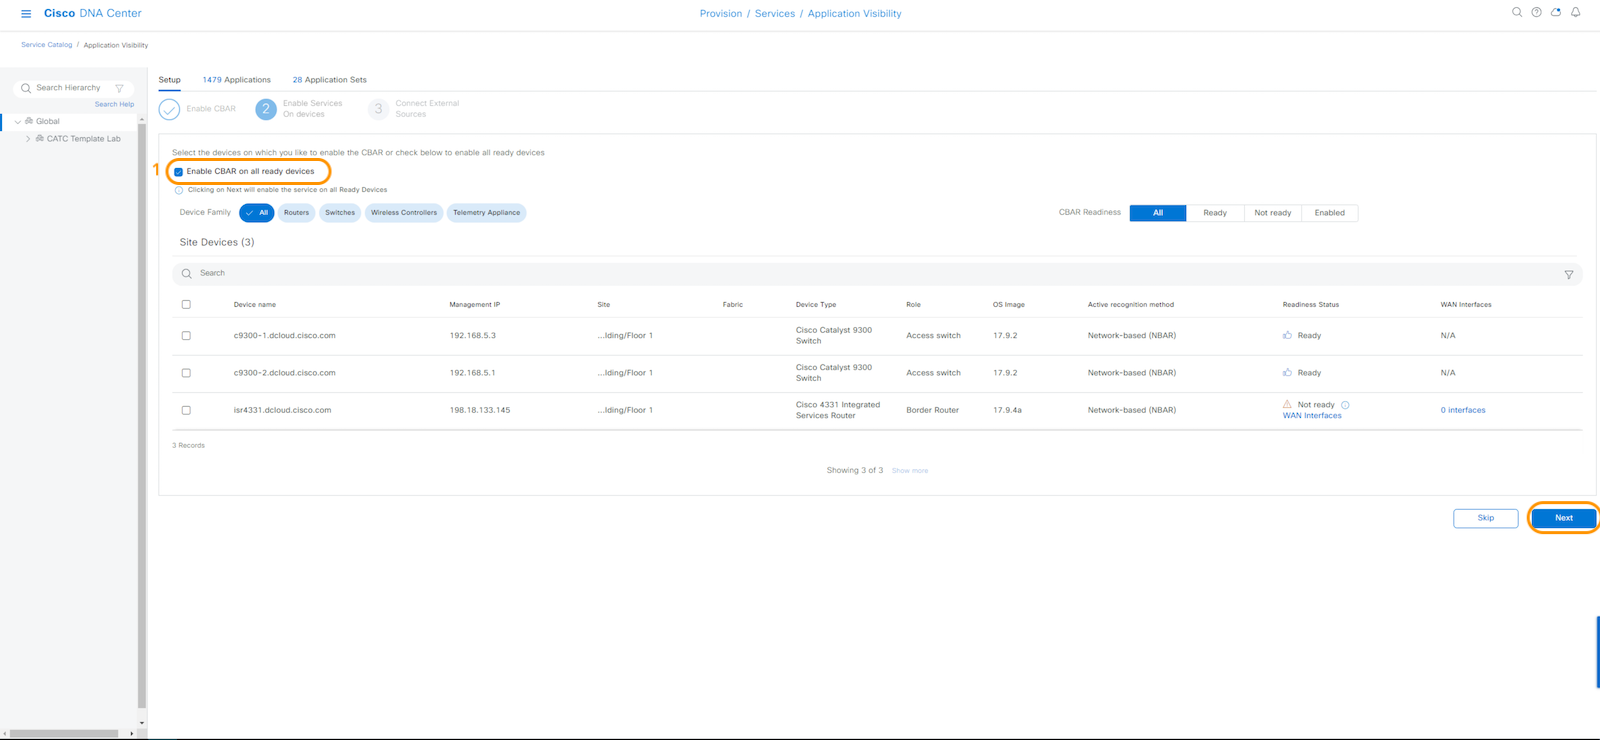 Cisco DNA Center
Provision / Services / Application Visibility
Service Catalog / Application Visibility
Search Hierarchy
Search Help
Global
CATC Template Lab
Setup 1479 Applications 28 Application Sets
Enable CBAR
2 Enable Services On devices
3 Connect External Sources
Select the devices on which you like to enable the CBAR or check below to enable all ready devices
1 Enable CBAR on all ready devices
Clicking on Next will enable the service on all Ready Devices
Device Family All Routers Switches Wireless Controllers Telemetry Appliance CBAR Readiness All Ready Not ready Enabled
Site Devices (3)
Search
Device name Management IP Site Fabric Device Type Role OS Image Active recognition method Readiness Status WAN Interfaces
c9300-1.dcloud.cisco.com 192.168.5.3 ...lding/Floor 1 Cisco Catalyst 9300 Switch Access switch 17.9.2 Network-based (NBAR) Ready N/A
c9300-2.dcloud.cisco.com 192.168.5.1 ...lding/Floor 1 Cisco Catalyst 9300 Switch Access switch 17.9.2 Network-based (NBAR) Ready N/A
isr4331.dcloud.cisco.com 198.18.133.145 ...lding/Floor 1 Cisco 4331 Integrated Services Router Border Router 17.9.4a Network-based (NBAR) Not ready WAN Interfaces 0 interfaces
3 Records
Showing 3 of 3 Show more
Skip Next